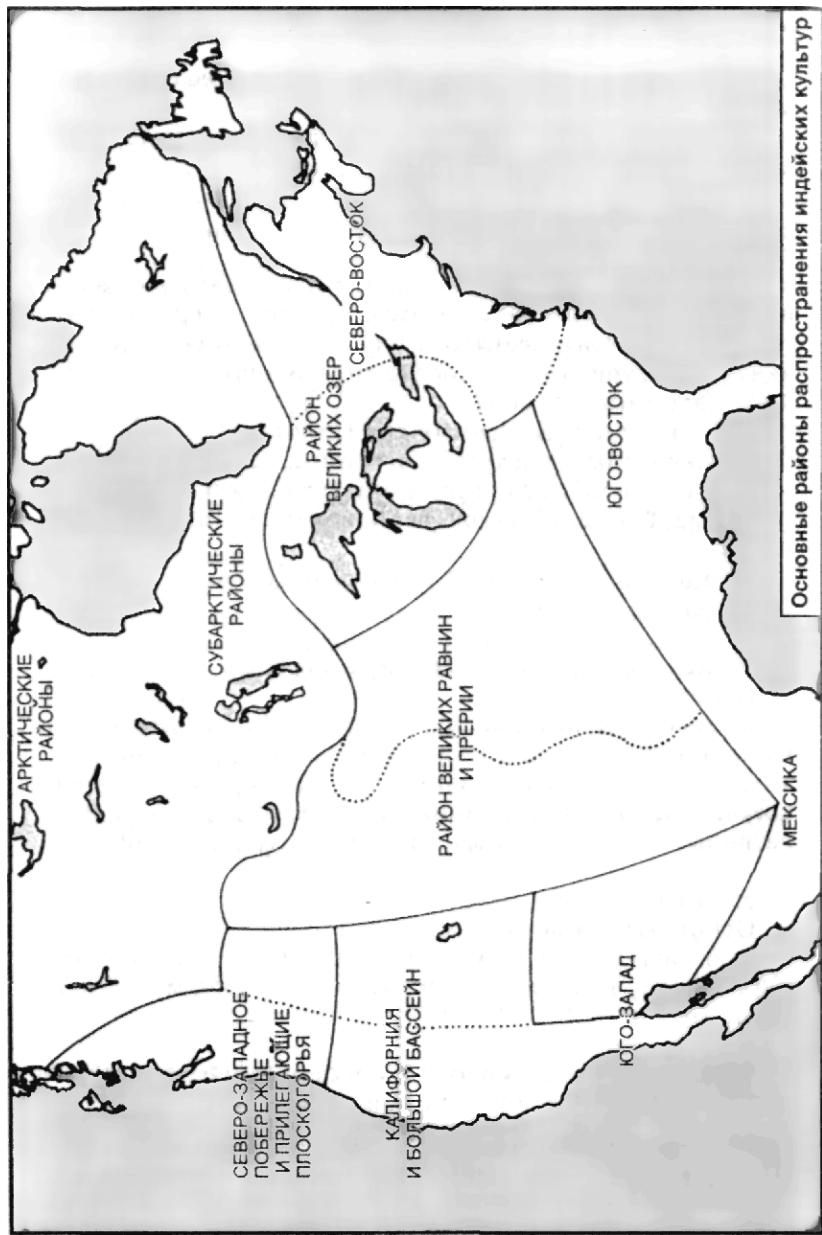 АРКТИЧЕСКИЕ
РАЙОНЫ
СУБАРКТИЧЕСКИЕ
РАЙОНЫ
СЕВЕРО-ЗАПАДНОЕ
ПОБЕРЕЖЬЕ
И ПРИЛЕГАЮЩИЕ
ПЛОСКОГОРЬЯ
РАЙОН
ВЕЛИКИХ ОЗЕР
СЕВЕРО-ВОСТОК
КАЛИФОРНИЯ
И БОЛЬШОЙ БАССЕЙН
РАЙОН ВЕЛИКИХ РАВНИН
И ПРЕРИИ
ЮГО-ВОСТОК
ЮГО-ЗАПАД
МЕКСИКА
Основные районы распространения индейских культур